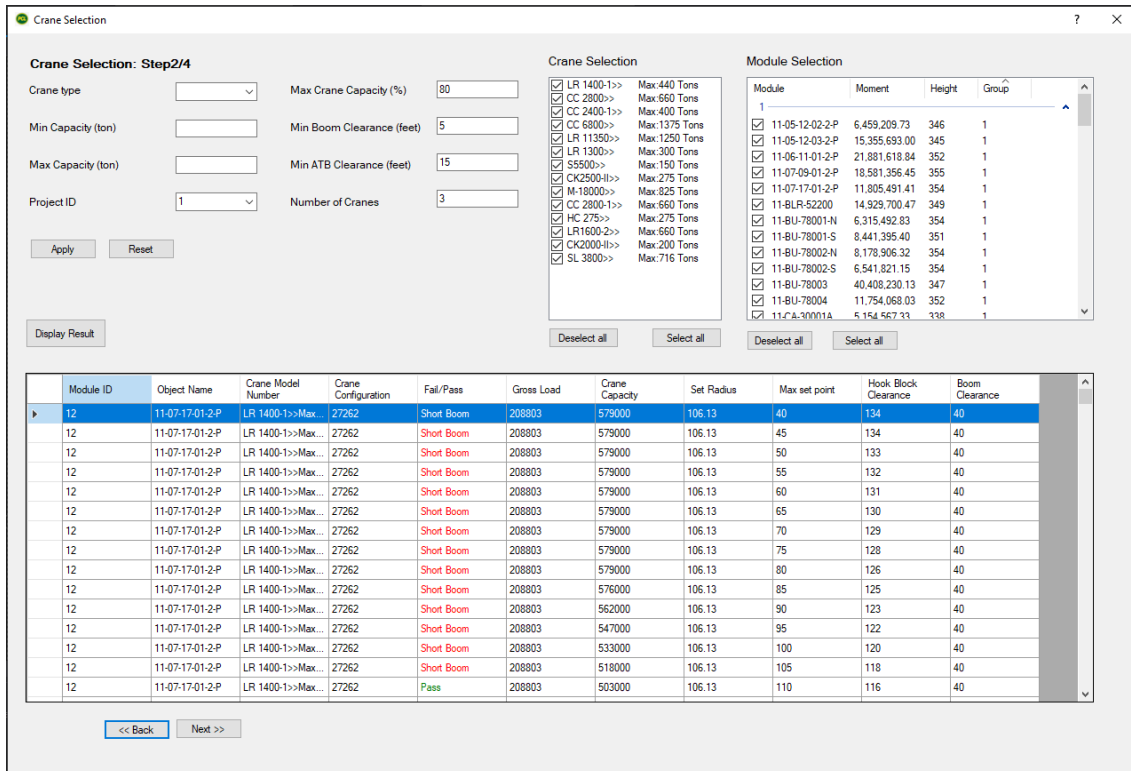 PCL Crane Selection ? ×
Crane Selection: Step2/4
Crane type
Min Capacity (ton)
Max Capacity (ton)
Project ID 1
Apply Reset
Display Result
Max Crane Capacity (%) 80
Min Boom Clearance (feet) 5
Min ATB Clearance (feet) 15
Number of Cranes 3
Crane Selection
LR 1400-1>> Max:440 Tons
CC 2800>> Max:660 Tons
CC 2400-1>> Max:400 Tons
CC 6800>> Max:1375 Tons
LR 11350>> Max:1250 Tons
LR 1300>> Max:300 Tons
S5500>> Max:150 Tons
CK2500-II>> Max:275 Tons
M-18000>> Max:825 Tons
CC 2800-1>> Max:660 Tons
HC 275>> Max:275 Tons
LR1600-2>> Max:660 Tons
CK2000-II>> Max:200 Tons
SL 3800>> Max:716 Tons
Deselect all Select all
Module Selection
Module Moment Height Group
1
11-05-12-02-2-P 6,459,209.73 346 1
11-05-12-03-2-P 15,355,693.00 345 1
11-06-11-01-2-P 21,881,618.84 352 1
11-07-09-01-2-P 18,581,356.45 355 1
11-07-17-01-2-P 11,805,491.41 354 1
11-BLR-52200 14,929,700.47 349 1
11-BU-78001-N 6,315,492.83 354 1
11-BU-78001-S 8,441,395.40 351 1
11-BU-78002-N 8,178,906.32 354 1
11-BU-78002-S 6,541,821.15 354 1
11-BU-78003 40,408,230.13 347 1
11-BU-78004 11,754,068.03 352 1
11-CA-30001A 5,154,567.33 338 1
Deselect all Select all
Module ID Object Name Crane Model Number Crane Configuration Fail/Pass Gross Load Crane Capacity Set Radius Max set point Hook Block Clearance Boom Clearance
12 11-07-17-01-2-P LR 1400-1>>Max... 27262 Short Boom 208803 579000 106.13 40 134 40
12 11-07-17-01-2-P LR 1400-1>>Max... 27262 Short Boom 208803 579000 106.13 45 134 40
12 11-07-17-01-2-P LR 1400-1>>Max... 27262 Short Boom 208803 579000 106.13 50 133 40
12 11-07-17-01-2-P LR 1400-1>>Max... 27262 Short Boom 208803 579000 106.13 55 132 40
12 11-07-17-01-2-P LR 1400-1>>Max... 27262 Short Boom 208803 579000 106.13 60 131 40
12 11-07-17-01-2-P LR 1400-1>>Max... 27262 Short Boom 208803 579000 106.13 65 130 40
12 11-07-17-01-2-P LR 1400-1>>Max... 27262 Short Boom 208803 579000 106.13 70 129 40
12 11-07-17-01-2-P LR 1400-1>>Max... 27262 Short Boom 208803 579000 106.13 75 128 40
12 11-07-17-01-2-P LR 1400-1>>Max... 27262 Short Boom 208803 579000 106.13 80 126 40
12 11-07-17-01-2-P LR 1400-1>>Max... 27262 Short Boom 208803 576000 106.13 85 125 40
12 11-07-17-01-2-P LR 1400-1>>Max... 27262 Short Boom 208803 562000 106.13 90 123 40
12 11-07-17-01-2-P LR 1400-1>>Max... 27262 Short Boom 208803 547000 106.13 95 122 40
12 11-07-17-01-2-P LR 1400-1>>Max... 27262 Short Boom 208803 533000 106.13 100 120 40
12 11-07-17-01-2-P LR 1400-1>>Max... 27262 Short Boom 208803 518000 106.13 105 118 40
12 11-07-17-01-2-P LR 1400-1>>Max... 27262 Pass 208803 503000 106.13 110 116 40
<< Back Next >>